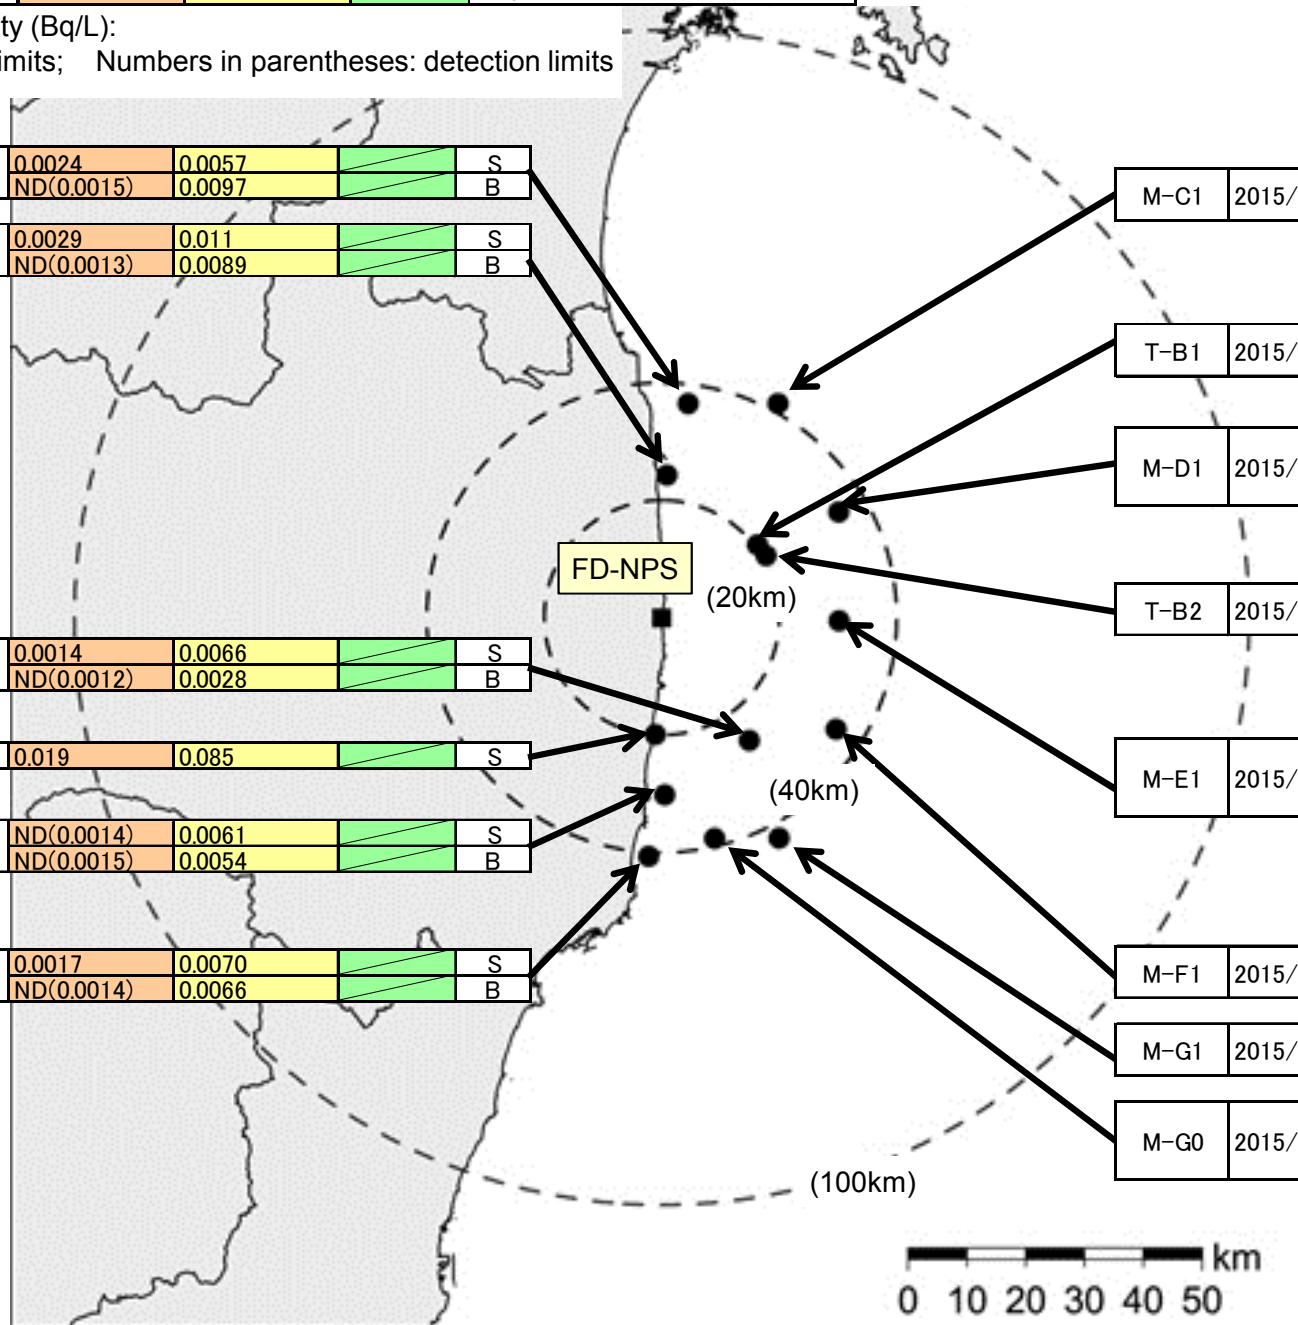 ty (Bq/L):
imits; Numbers in parentheses: detection limits
0.0024 0.0057 S
ND(0.0015) 0.0097 B
0.0029 0.011 S
ND(0.0013) 0.0089 B
M-C1 2015/
T-B1 2015/
M-D1 2015/
FD-NPS
(20km)
T-B2 2015/
0.0014 0.0066 S
ND(0.0012) 0.0028 B
0.019 0.085 S
(40km)
M-E1 2015/
ND(0.0014) 0.0061 S
ND(0.0015) 0.0054 B
0.0017 0.0070 S
ND(0.0014) 0.0066 B
M-F1 2015/
M-G1 2015/
M-G0 2015/
(100km)
km
0 10 20 30 40 50